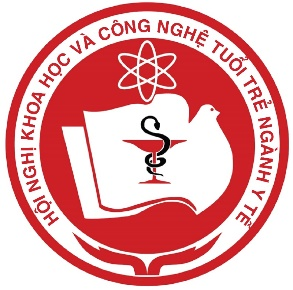 HỘI NGHỊ KHOA HỌC VÀ CÔNG NGHỆ TUỔI TRẺ NGÀNH Y TẾ